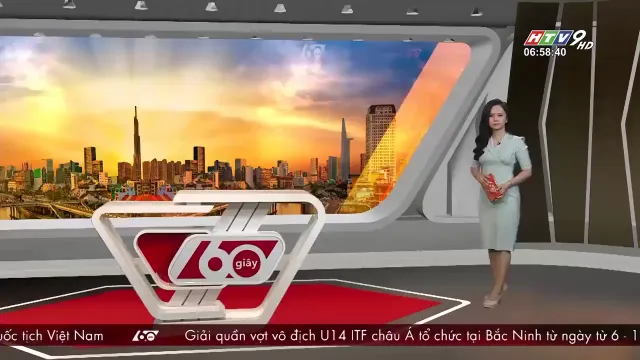 HTV9 HD
06:58:40
60 giây
uốc tịch Việt Nam 60 Giải quần vợt vô địch U14 ITF châu Á tổ chức tại Bắc Ninh từ ngày từ 6 - 1